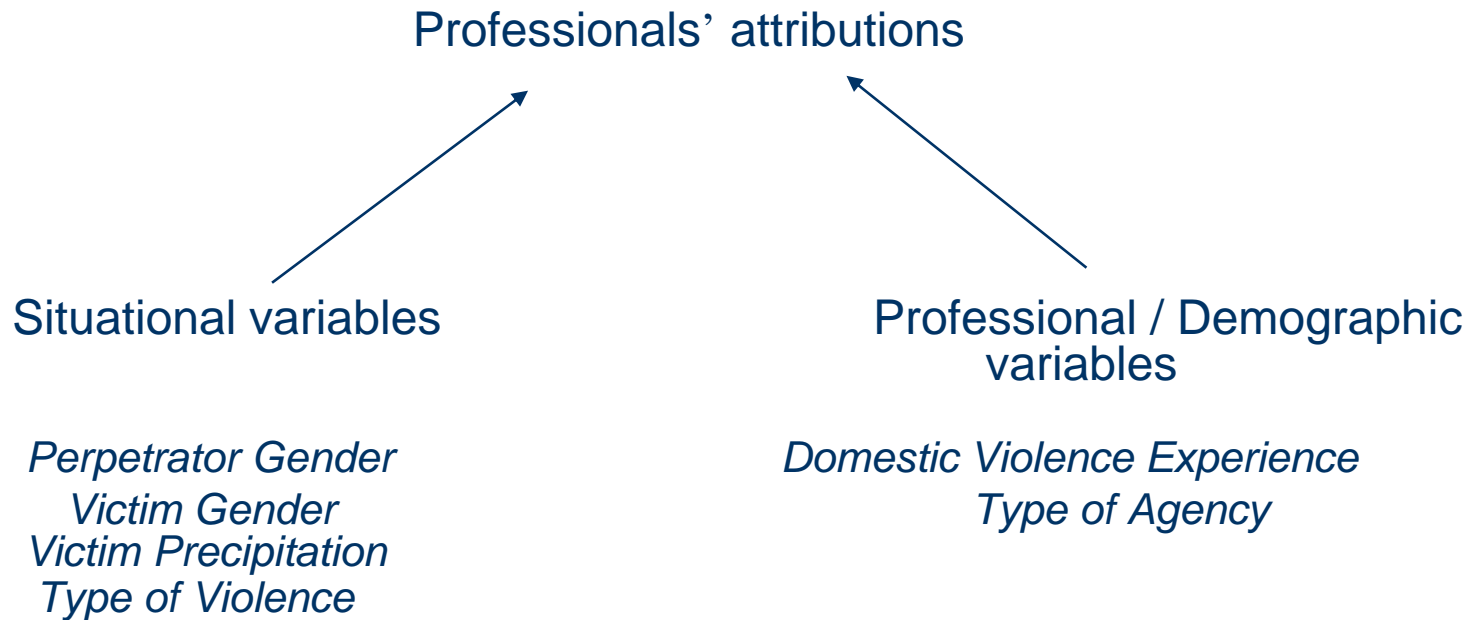 Professionals’ attributions
Situational variables
Professional / Demographic
variables
Perpetrator Gender
Victim Gender
Victim Precipitation
Type of Violence
Domestic Violence Experience
Type of Agency